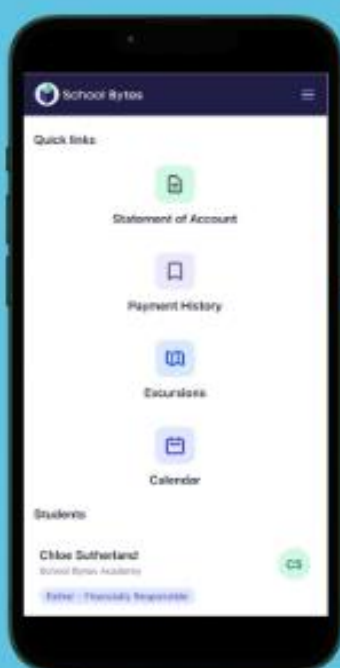 School Bytes
Quick links
Statement of Account
Payment History
Excursions
Calendar
Students
Chloe Sutherland
CS
School Bytes Academy
Father - Financially Responsible